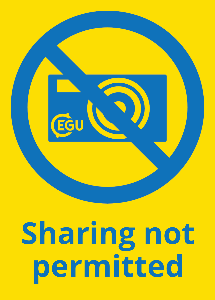 EGU
Sharing not
permitted